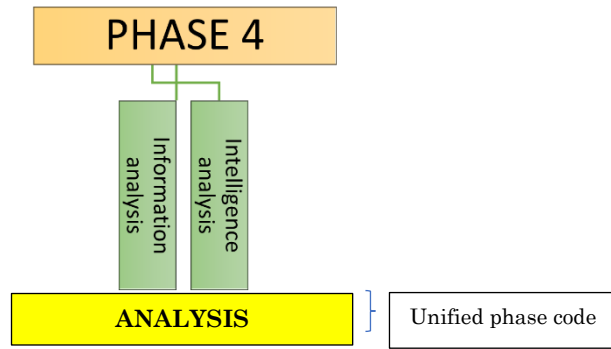 PHASE 4
Information
analysis
Intelligence
analysis
ANALYSIS
Unified phase code